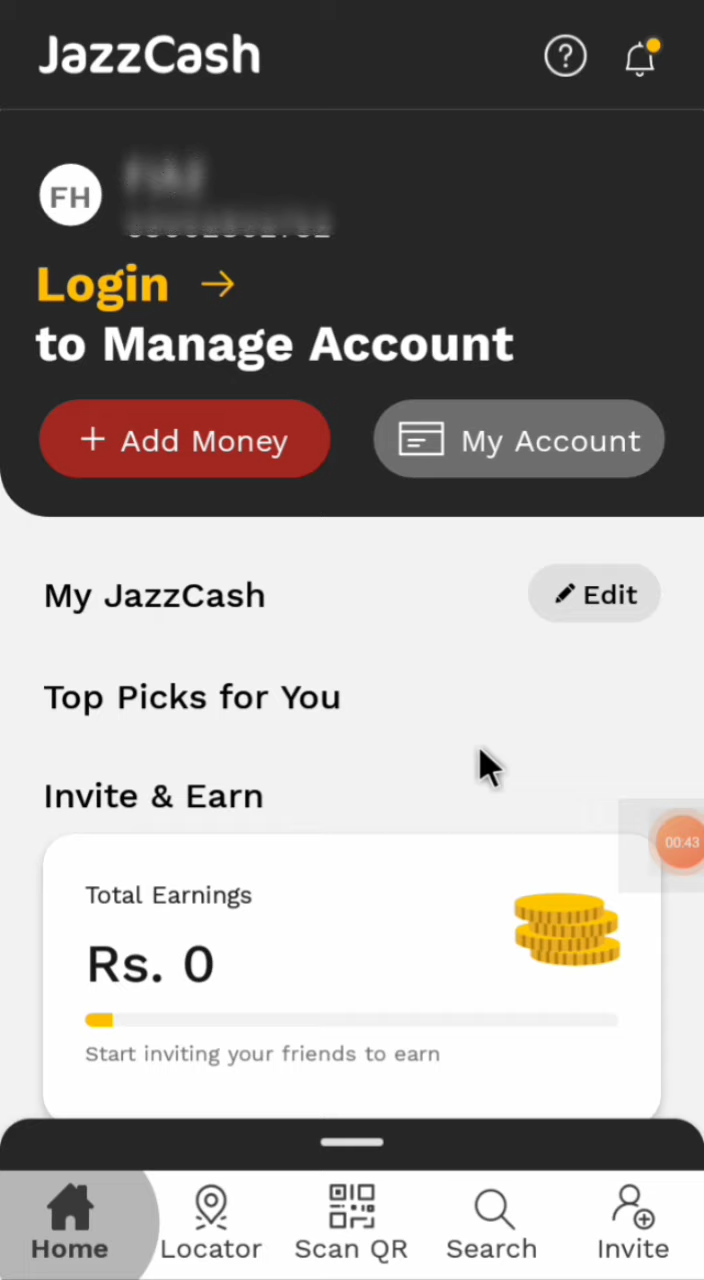 JazzCash
?
FH
Login →
to Manage Account
+ Add Money
My Account
My JazzCash
Edit
Top Picks for You
Invite & Earn
00:43
Total Earnings
Rs. 0
Start inviting your friends to earn
Home
Locator
Scan QR
Search
Invite